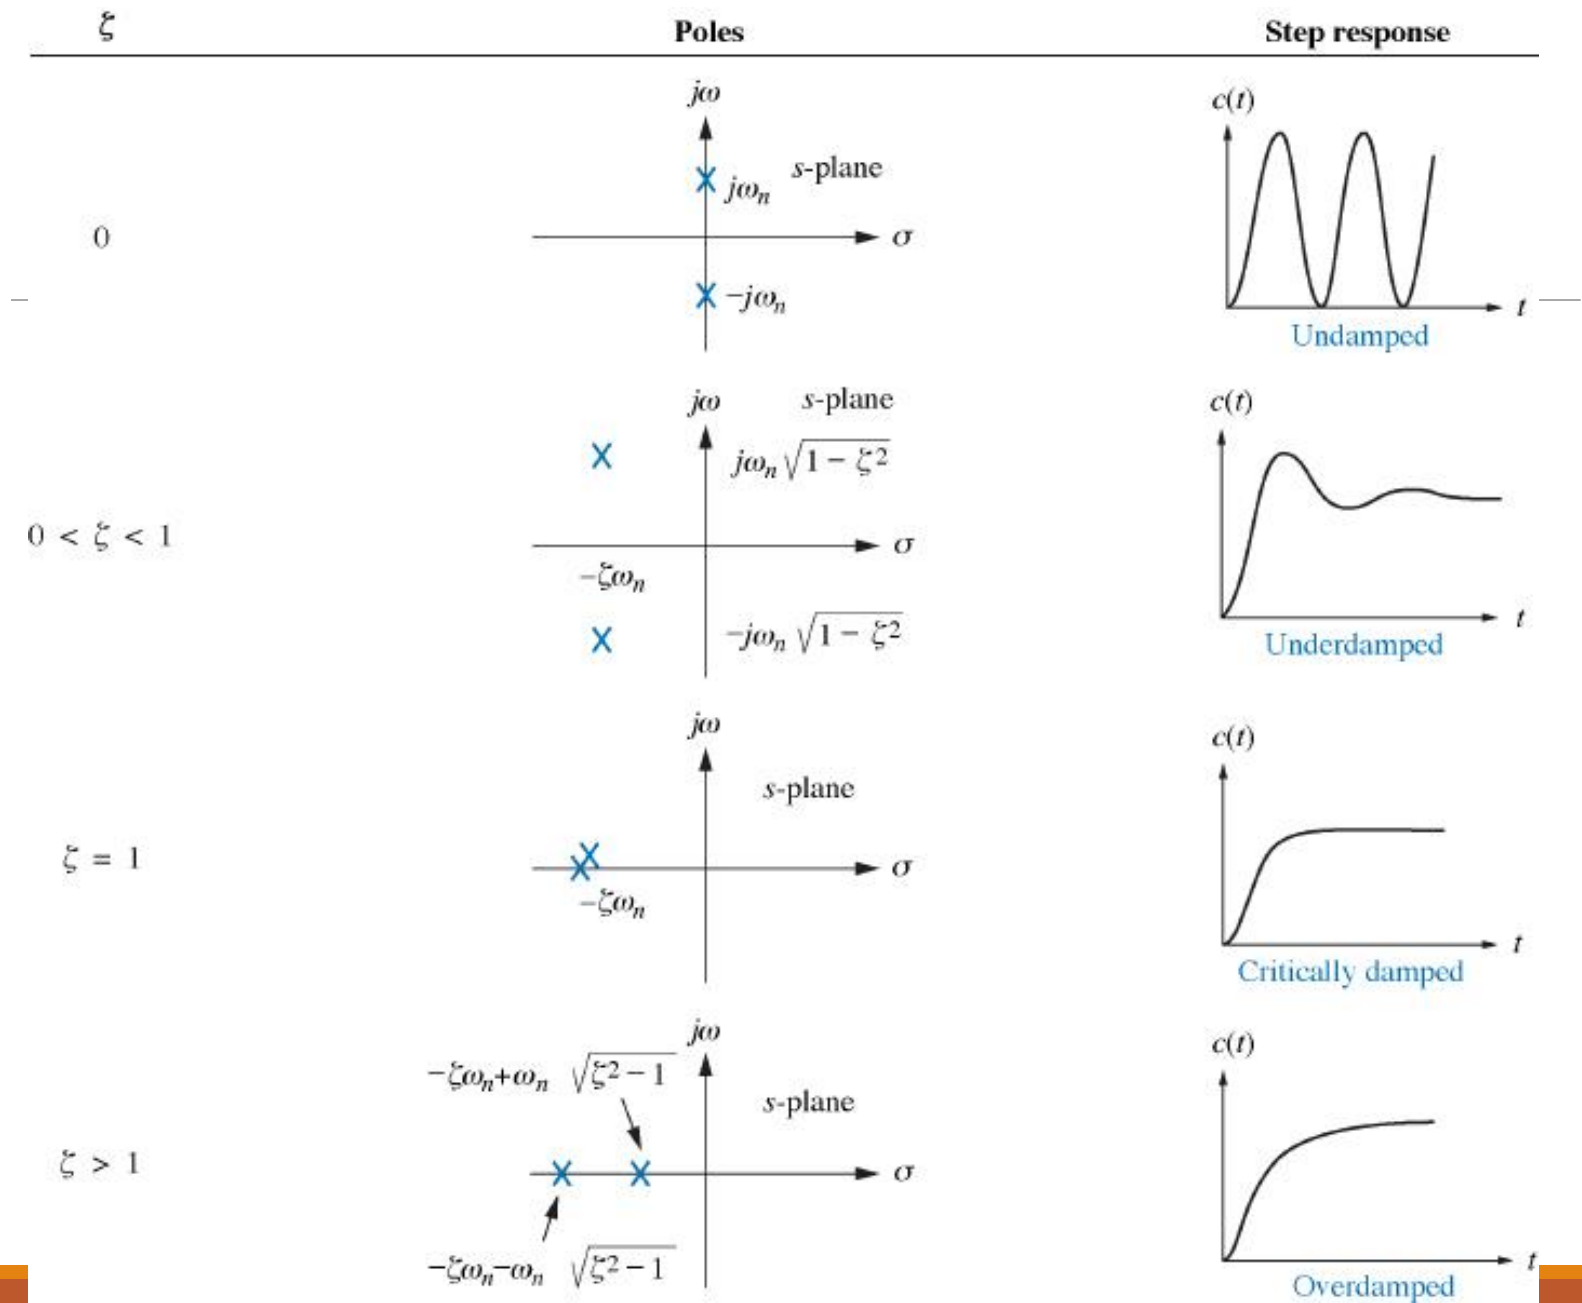 ζ Poles Step response
jω
c(t)
s-plane
jωₙ
0
σ
−jωₙ
t
Undamped
s-plane
jω
c(t)
jωₙ √1 − ζ²
0 < ζ < 1
σ
−ζωₙ
−jωₙ √1 − ζ²
t
Underdamped
jω
c(t)
s-plane
ζ = 1
σ
−ζωₙ
t
Critically damped
jω
c(t)
−ζωₙ+ωₙ √ζ² − 1
s-plane
ζ > 1
σ
−ζωₙ−ωₙ √ζ² − 1
t
Overdamped